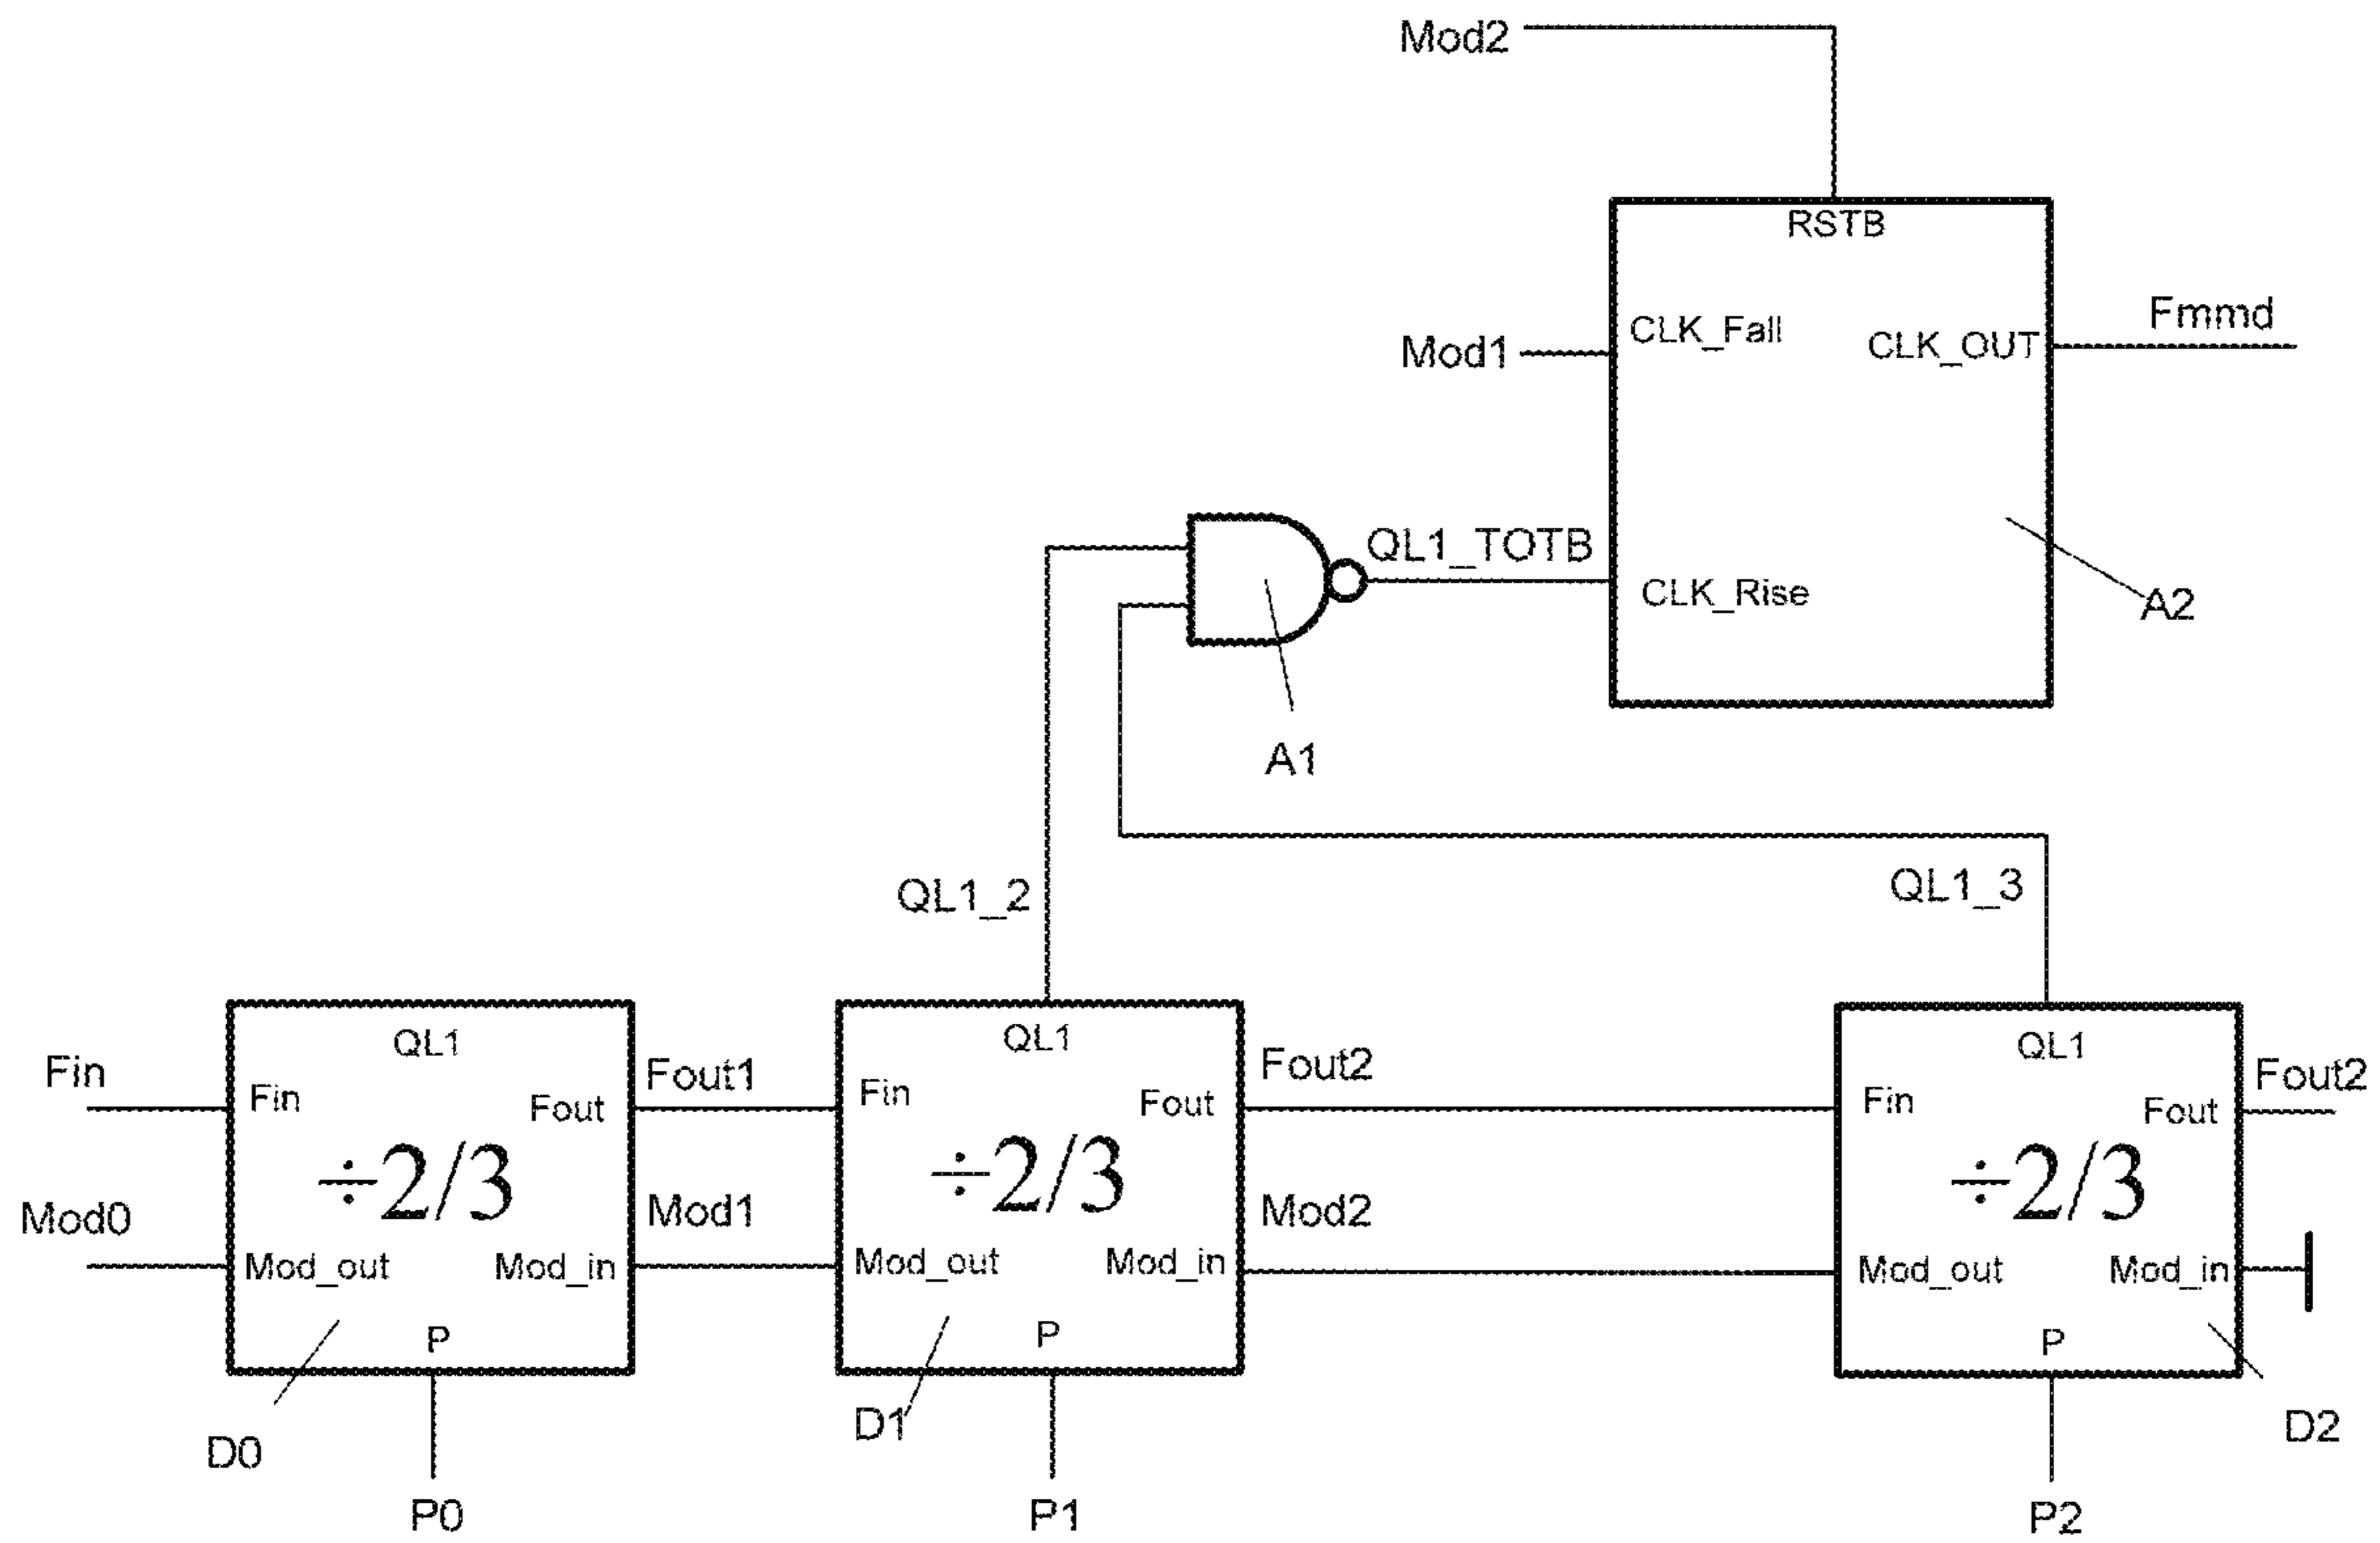 Mod2
RSTB
Mod1
CLK_Fall
CLK_OUT
Fmmd
QL1_TOTB
CLK_Rise
A2
A1
QL1_2
QL1_3
Fin
QL1
Fin
Fout
÷2/3
Mod0
Mod_out
Mod_in
P
D0
P0
Fout1
Mod1
QL1
Fin
Fout
÷2/3
Mod_out
Mod_in
P
D1
P1
Fout2
Mod2
QL1
Fin
Fout
÷2/3
Mod_out
Mod_in
P
Fout2
D2
P2